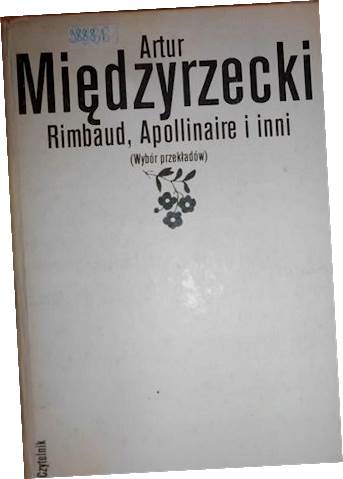 Artur
Międzyrzecki
Rimbaud, Apollinaire i inni
(Wybór przekładów)
Czytelnik